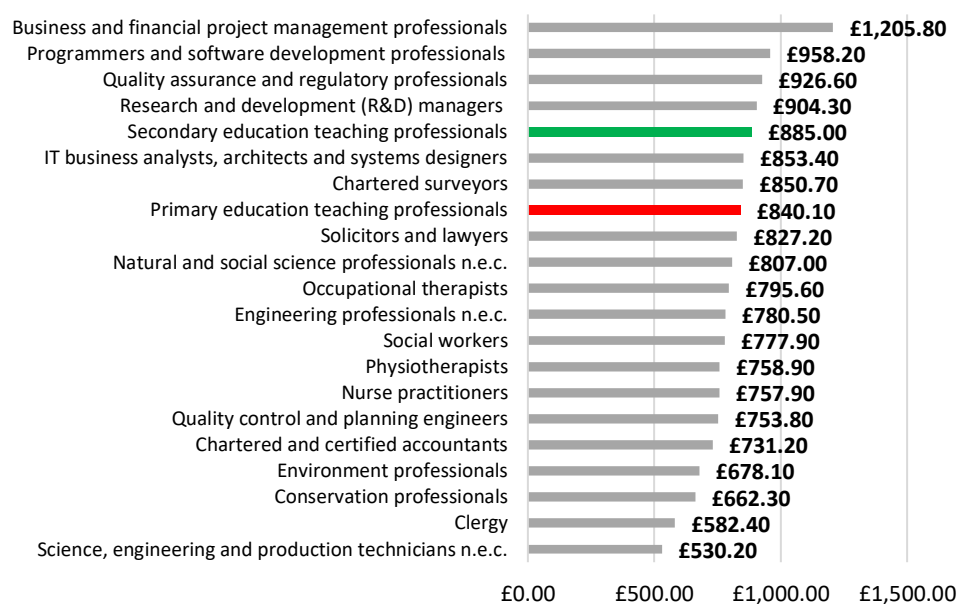 Business and financial project management professionals £1,205.80
Programmers and software development professionals £958.20
Quality assurance and regulatory professionals £926.60
Research and development (R&D) managers £904.30
Secondary education teaching professionals £885.00
IT business analysts, architects and systems designers £853.40
Chartered surveyors £850.70
Primary education teaching professionals £840.10
Solicitors and lawyers £827.20
Natural and social science professionals n.e.c. £807.00
Occupational therapists £795.60
Engineering professionals n.e.c. £780.50
Social workers £777.90
Physiotherapists £758.90
Nurse practitioners £757.90
Quality control and planning engineers £753.80
Chartered and certified accountants £731.20
Environment professionals £678.10
Conservation professionals £662.30
Clergy £582.40
Science, engineering and production technicians n.e.c. £530.20
£0.00 £500.00 £1,000.00 £1,500.00